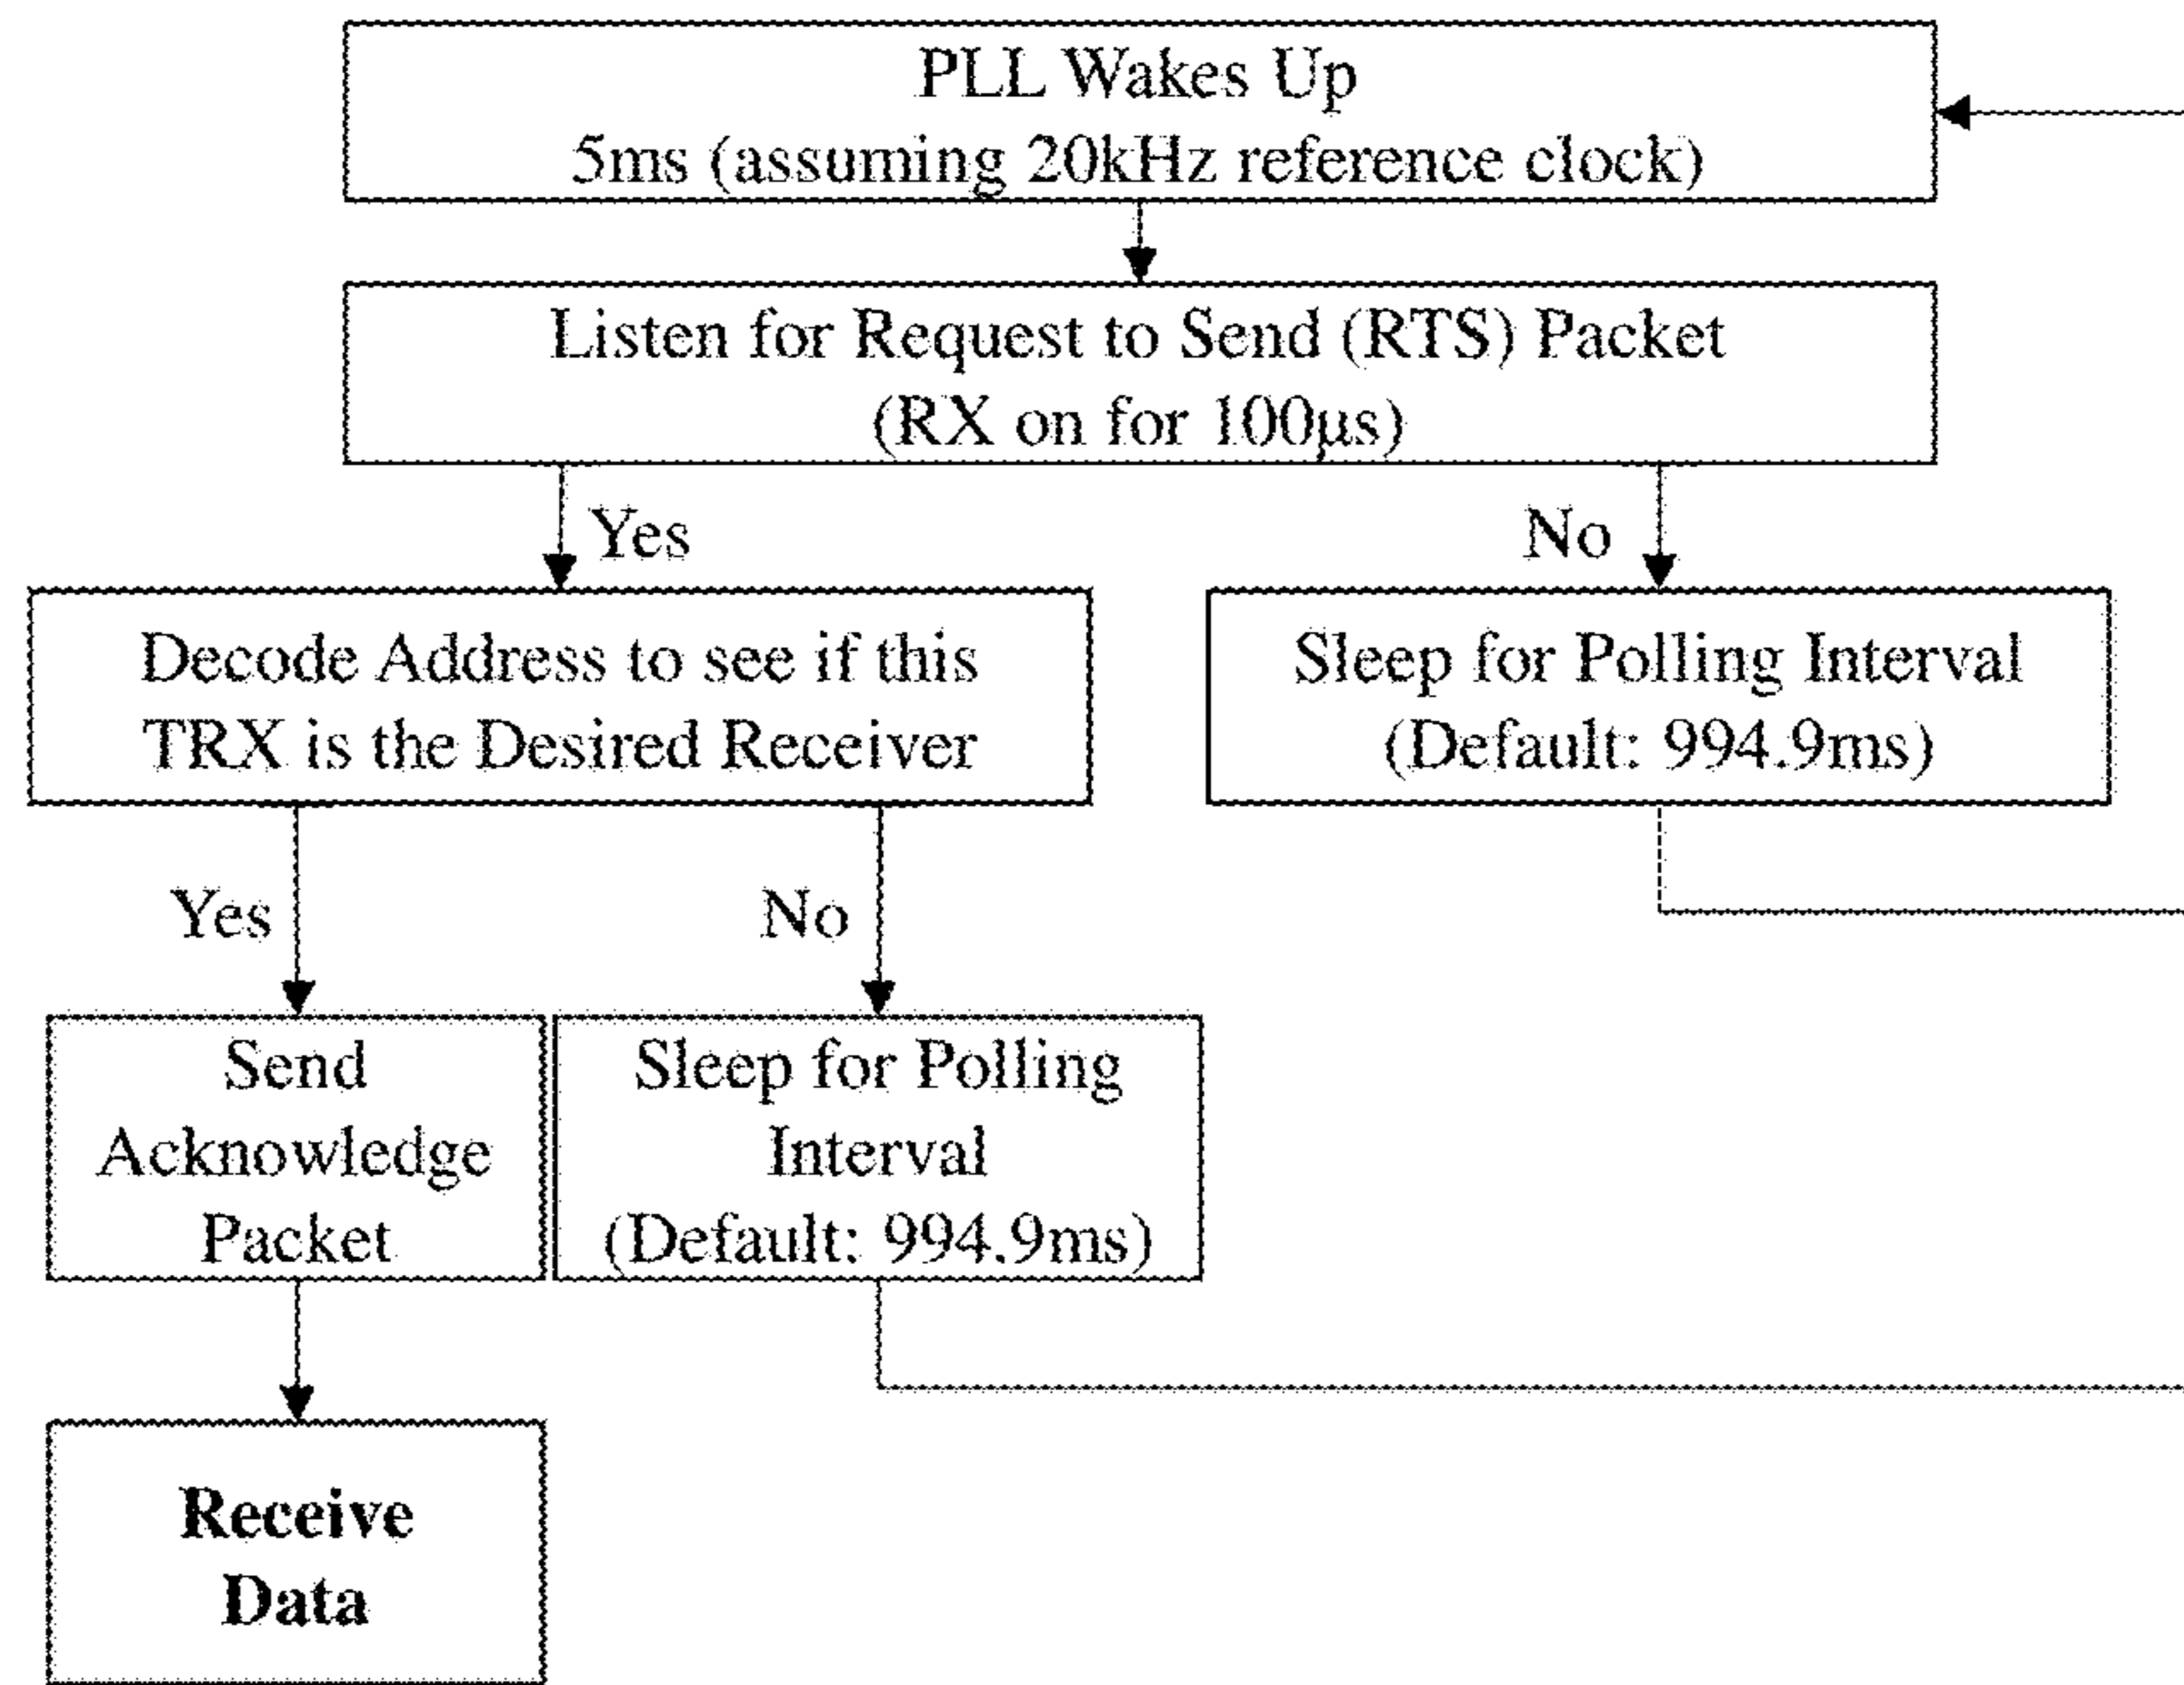 PLL Wakes Up
5ms (assuming 20kHz reference clock)
Listen for Request to Send (RTS) Packet
(RX on for 100µs)
Yes
No
Decode Address to see if this
TRX is the Desired Receiver
Sleep for Polling Interval
(Default: 994.9ms)
Yes
No
Send
Acknowledge
Packet
Sleep for Polling
Interval
(Default: 994.9ms)
Receive
Data